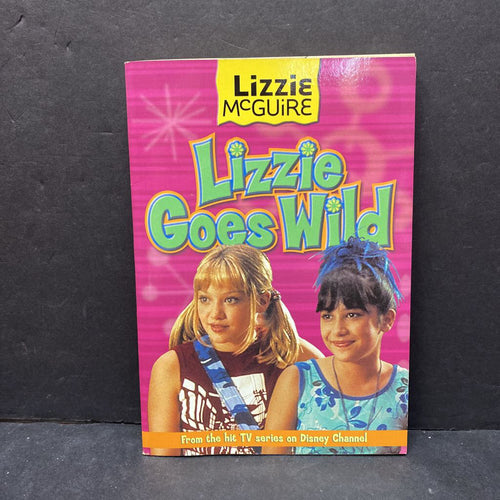 Lizzie
McGUiRE
Lizzie
Goes Wild
From the hit TV series on Disney Channel